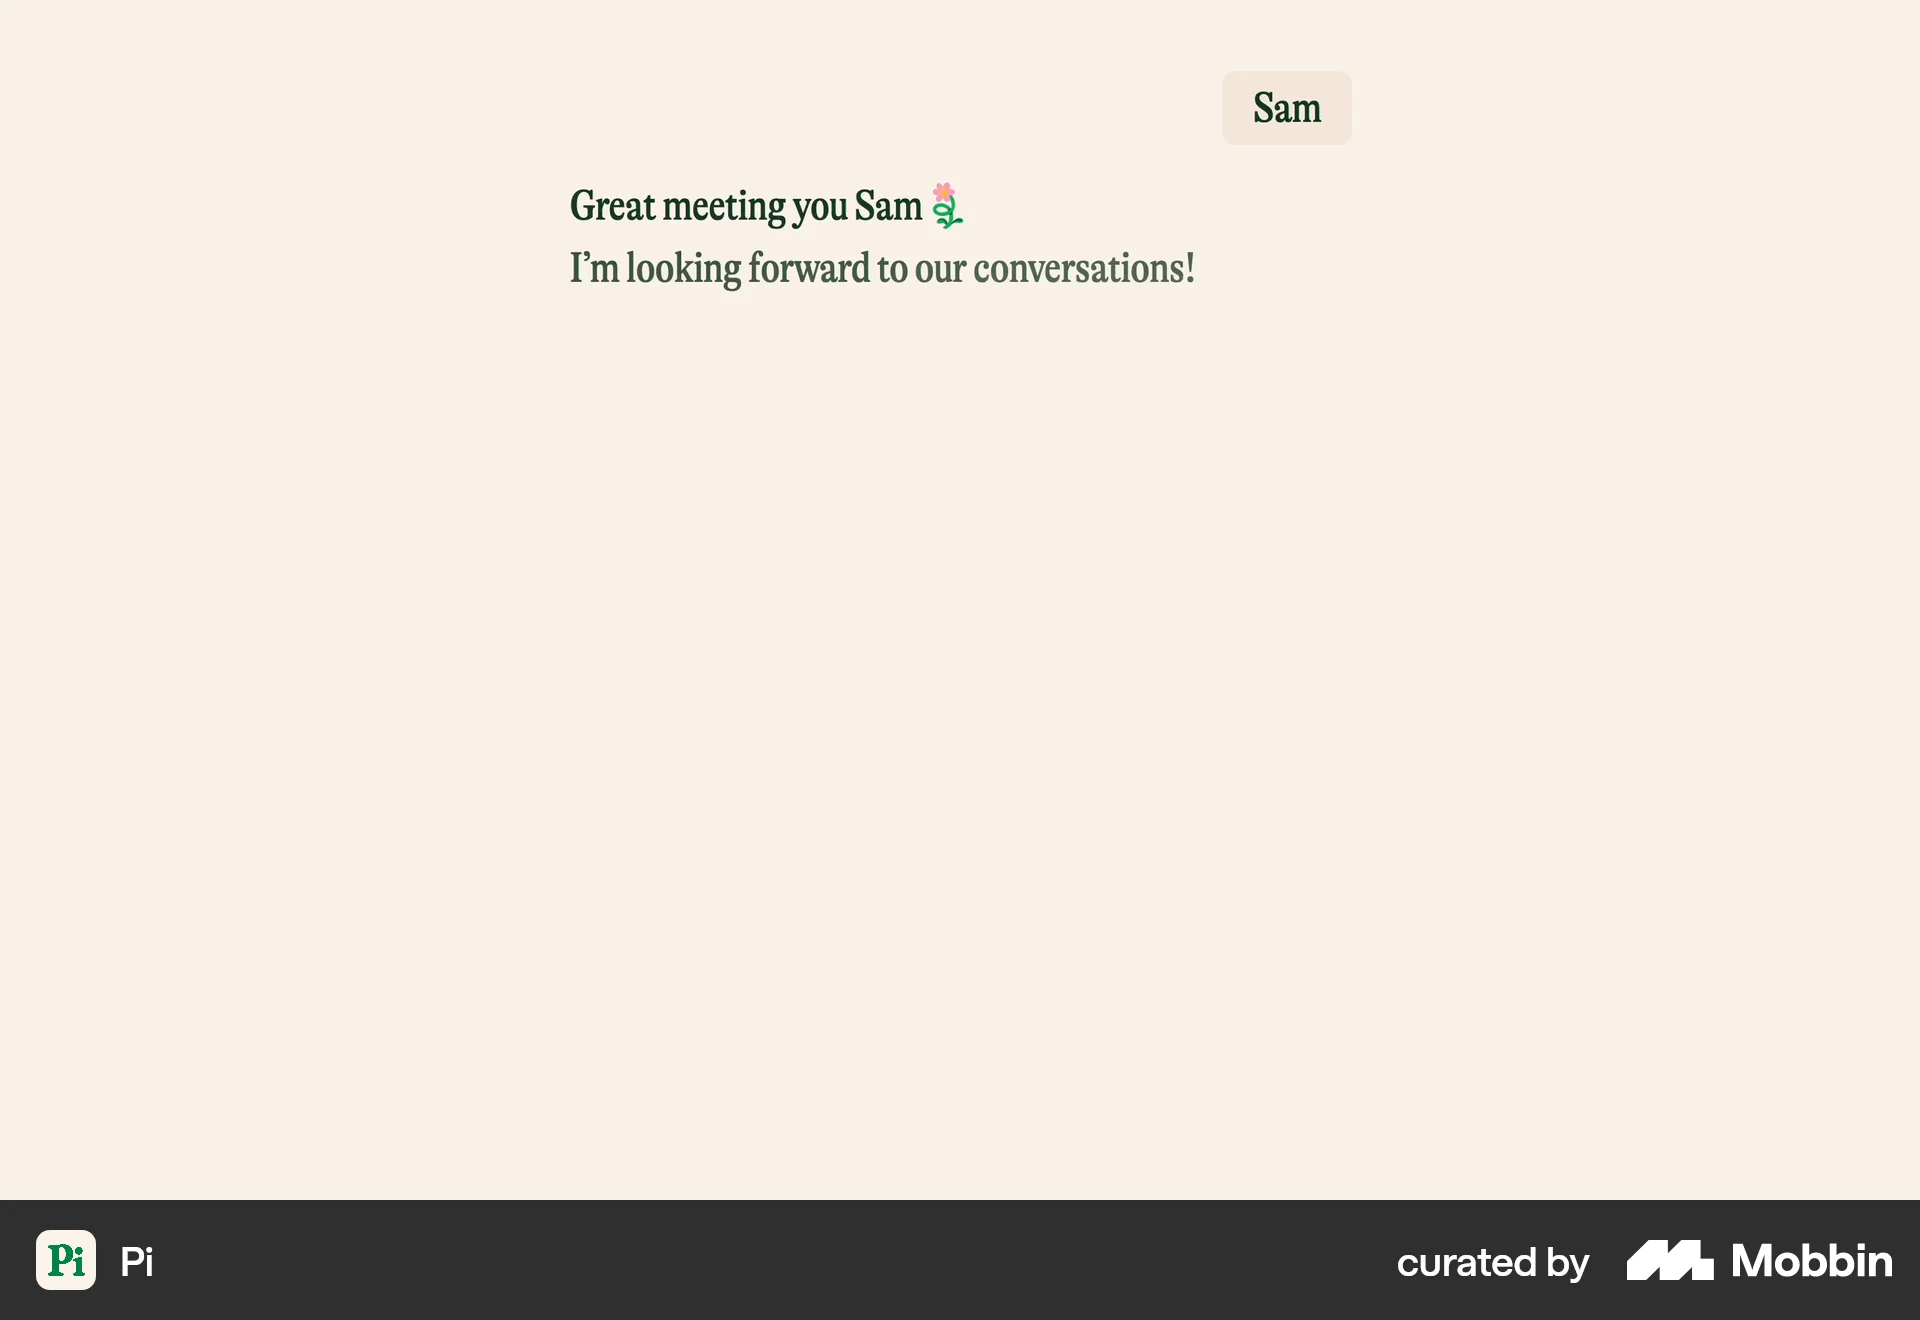 Sam
Great meeting you Sam
I’m looking forward to our conversations!
Pi Pi curated by Mobbin